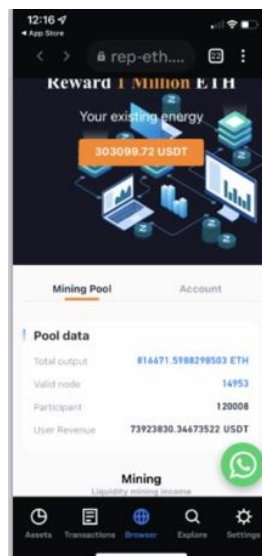 12:16
App Store
rep-eth....
22
Reward 1 Million ETH
Your existing energy
303099.72 USDT
Mining Pool
Account
Pool data
Total output
816671.5988298503 ETH
Valid node
14953
Participant
120008
User Revenue
73923830.34673522 USDT
Mining
Liquidity mining income
Assets
Transactions
Browser
Explore
Settings